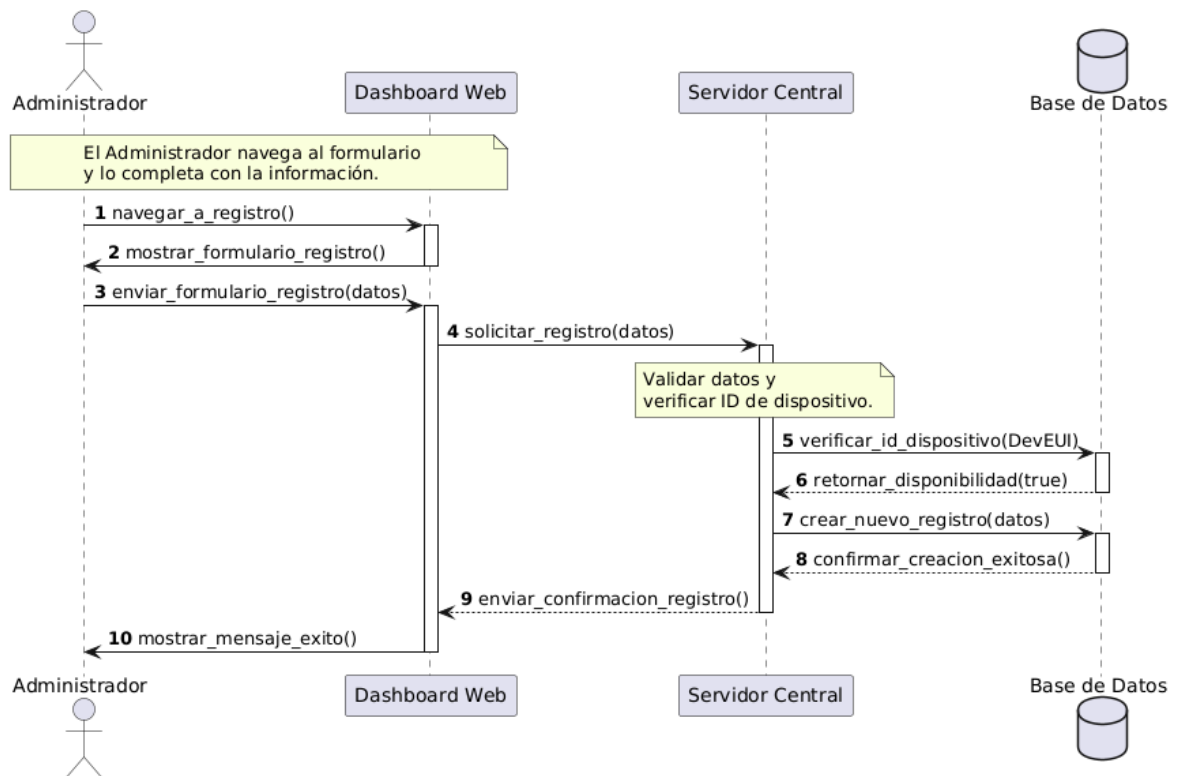 Administrador
Dashboard Web
Servidor Central
Base de Datos
El Administrador navega al formulario
y lo completa con la información.
1 navegar_a_registro()
2 mostrar_formulario_registro()
3 enviar_formulario_registro(datos)
4 solicitar_registro(datos)
Validar datos y
verificar ID de dispositivo.
5 verificar_id_dispositivo(DevEUI)
6 retornar_disponibilidad(true)
7 crear_nuevo_registro(datos)
8 confirmar_creacion_exitosa()
9 enviar_confirmacion_registro()
10 mostrar_mensaje_exito()
Administrador
Dashboard Web
Servidor Central
Base de Datos